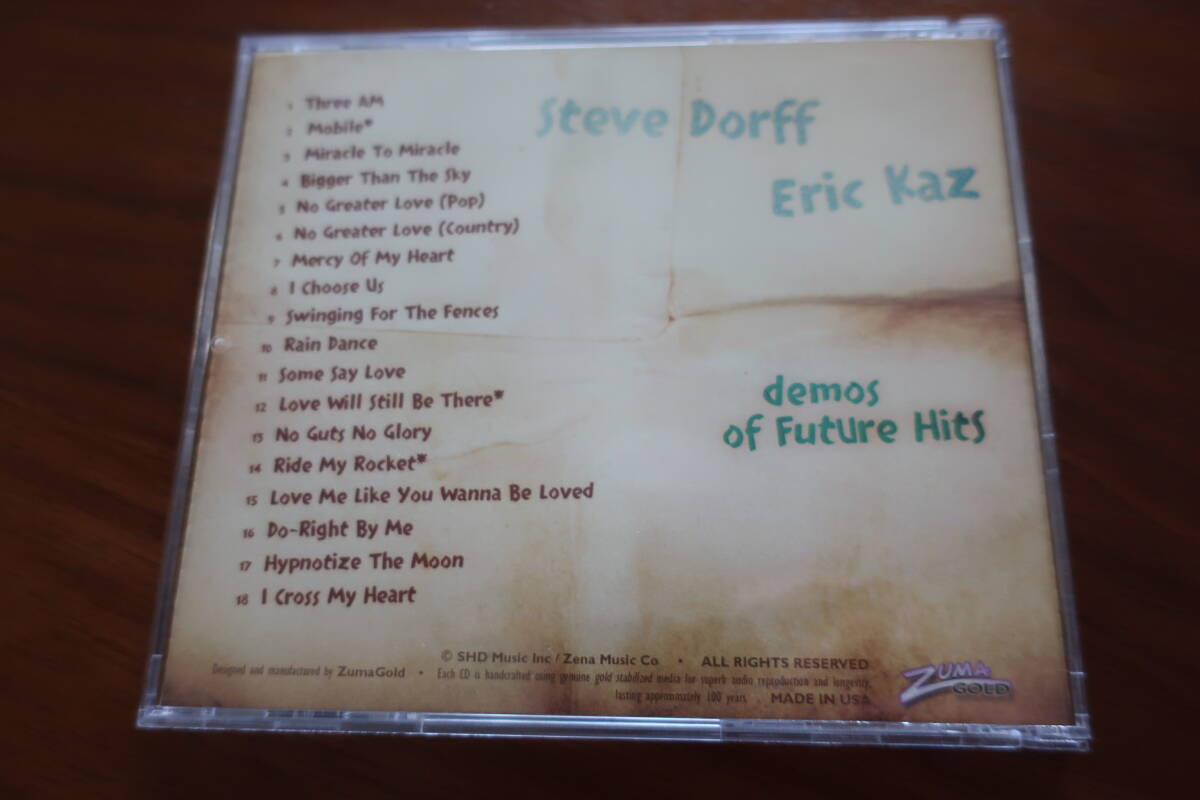 1 Three AM
2 Mobile*
3 Miracle To Miracle
4 Bigger Than The Sky
5 No Greater Love (Pop)
6 No Greater Love (Country)
7 Mercy Of My Heart
8 I Choose Us
9 Swinging For The Fences
10 Rain Dance
11 Some Say Love
12 Love Will Still Be There*
13 No Guts No Glory
14 Ride My Rocket*
15 Love Me Like You Wanna Be Loved
16 Do-Right By Me
17 Hypnotize The Moon
18 I Cross My Heart
Steve Dorff
Eric Kaz
demos
of Future Hits
© SHD Music Inc / Zena Music Co • ALL RIGHTS RESERVED
Designed and manufactured by ZumaGold • Each CD is handcrafted using genuine gold stabilized media for superb audio reproduction and longevity,
lasting approximately 100 years . MADE IN USA
ZUMA
GOLD